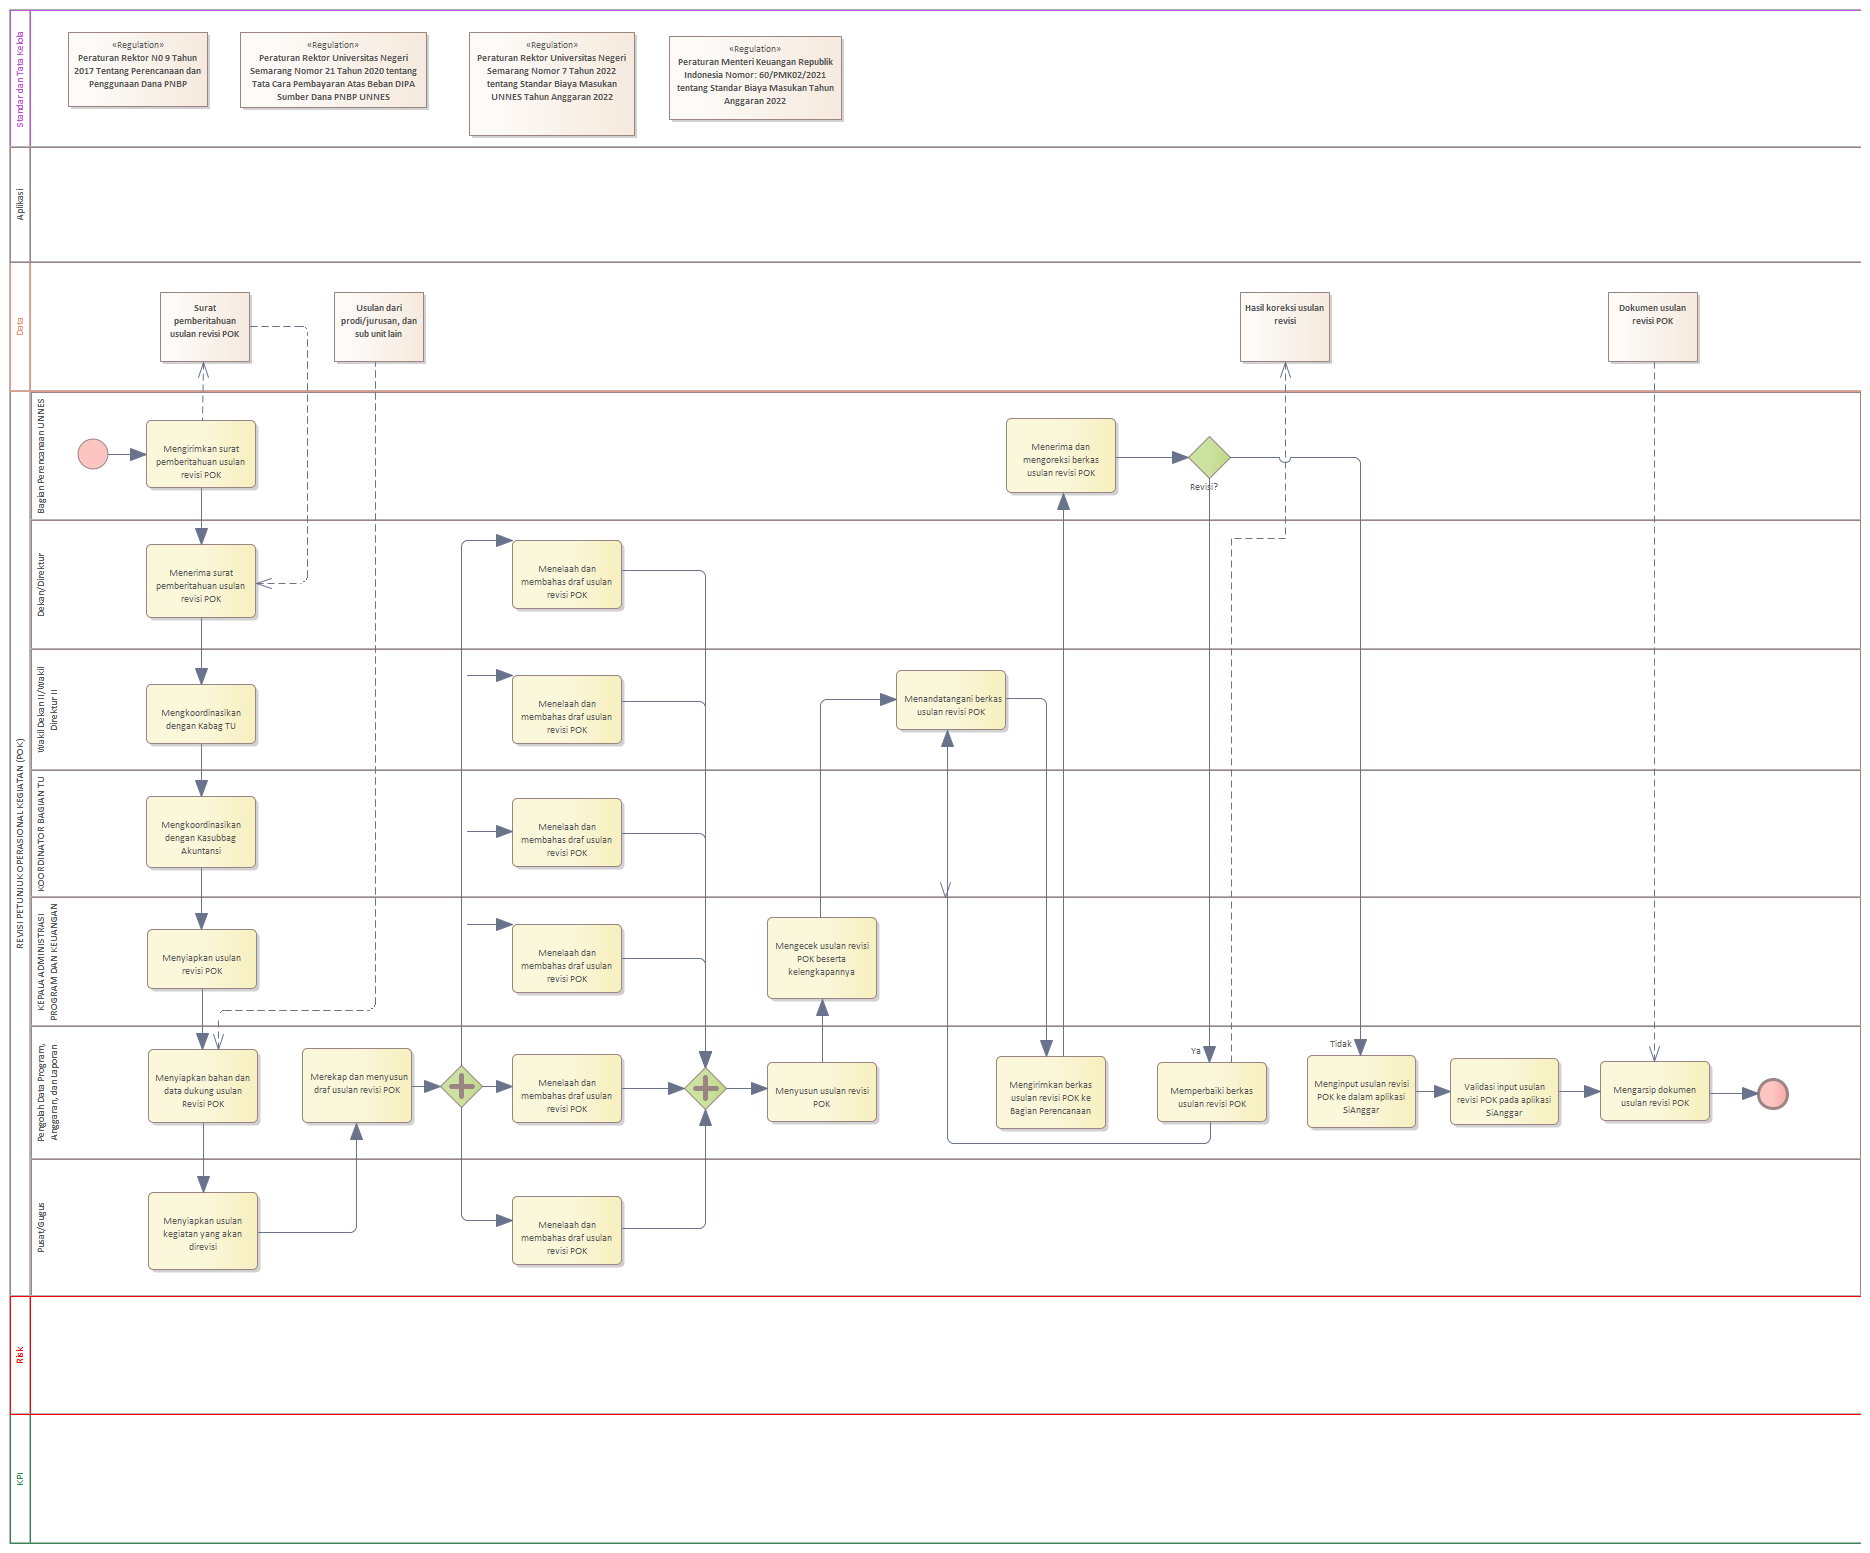 Standar dan Tata Kelola
«Regulation»
Peraturan Rektor N0 9 Tahun
2017 Tentang Perencanaan dan
Penggunaan Dana PNBP
«Regulation»
Peraturan Rektor Universitas Negeri
Semarang Nomor 21 Tahun 2020 tentang
Tata Cara Pembayaran Atas Beban DIPA
Sumber Dana PNBP UNNES
«Regulation»
Peraturan Rektor Universitas Negeri
Semarang Nomor 7 Tahun 2022
tentang Standar Biaya Masukan
UNNES Tahun Anggaran 2022
«Regulation»
Peraturan Menteri Keuangan Republik
Indonesia Nomor: 60/PMK02/2021
tentang Standar Biaya Masukan Tahun
Anggaran 2022
Aplikasi
Data
Surat
pemberitahuan
usulan revisi POK
Usulan dari
prodi/jurusan, dan
sub unit lain
Hasil koreksi usulan
revisi
Dokumen usulan
revisi POK
REVISI PETUNJUK OPERASIONAL KEGIATAN (POK)
Bagian Perencanaan UNNES
Mengirimkan surat
pemberitahuan usulan
revisi POK
Menerima dan
mengoreksi berkas
usulan revisi POK
Revisi?
Dekan/Direktur
Menerima surat
pemberitahuan usulan
revisi POK
Menelaah dan
membahas draf usulan
revisi POK
Wakil Dekan II/Wakil
Direktur II
Mengkoordinasikan
dengan Kabag TU
Menelaah dan
membahas draf usulan
revisi POK
Menandatangani berkas
usulan revisi POK
KOORDINATOR BAGIAN TU
Mengkoordinasikan
dengan Kasubbag
Akuntansi
Menelaah dan
membahas draf usulan
revisi POK
KEPALA ADMINISTRASI
PROGRAM DAN KEUANGAN
Menyiapkan usulan
revisi POK
Menelaah dan
membahas draf usulan
revisi POK
Mengecek usulan revisi
POK beserta
kelengkapannya
Pengolah Data Program,
Anggaran, dan Laporan
Menyiapkan bahan dan
data dukung usulan
Revisi POK
Merekap dan menyusun
draf usulan revisi POK
Menelaah dan
membahas draf usulan
revisi POK
Menyusun usulan revisi
POK
Mengirimkan berkas
usulan revisi POK ke
Bagian Perencanaan
Ya
Memperbaiki berkas
usulan revisi POK
Tidak
Menginput usulan revisi
POK ke dalam aplikasi
SiAnggar
Validasi input usulan
revisi POK pada aplikasi
SiAnggar
Mengarsip dokumen
usulan revisi POK
Pusat/Gugus
Menyiapkan usulan
kegiatan yang akan
direvisi
Menelaah dan
membahas draf usulan
revisi POK
Risk
KPI